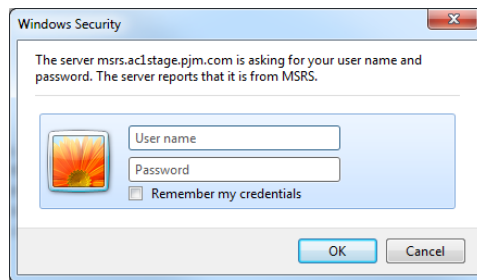 Windows Security
The server msrs.ac1stage.pjm.com is asking for your user name and
password. The server reports that it is from MSRS.
User name
Password
Remember my credentials
OK Cancel